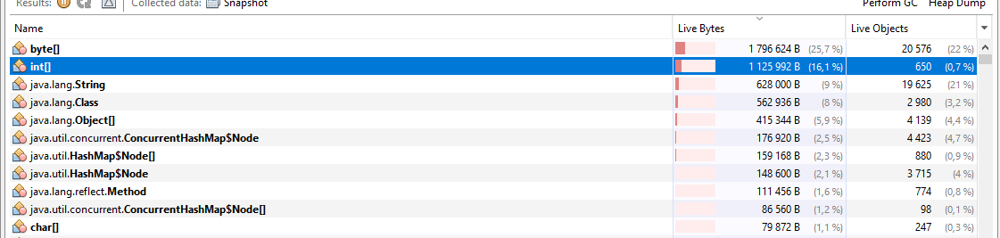 Results: Collected data: Snapshot Perform GC Heap Dump
Name Live Bytes Live Objects
byte[] 1 796 624 B (25,7 %) 20 576 (22 %)
int[] 1 125 992 B (16,1 %) 650 (0,7 %)
java.lang.String 628 000 B (9 %) 19 625 (21 %)
java.lang.Class 562 936 B (8 %) 2 980 (3,2 %)
java.lang.Object[] 415 344 B (5,9 %) 4 139 (4,4 %)
java.util.concurrent.ConcurrentHashMap$Node 176 920 B (2,5 %) 4 423 (4,7 %)
java.util.HashMap$Node[] 159 168 B (2,3 %) 880 (0,9 %)
java.util.HashMap$Node 148 600 B (2,1 %) 3 715 (4 %)
java.lang.reflect.Method 111 456 B (1,6 %) 774 (0,8 %)
java.util.concurrent.ConcurrentHashMap$Node[] 86 560 B (1,2 %) 98 (0,1 %)
char[] 79 872 B (1,1 %) 247 (0,3 %)